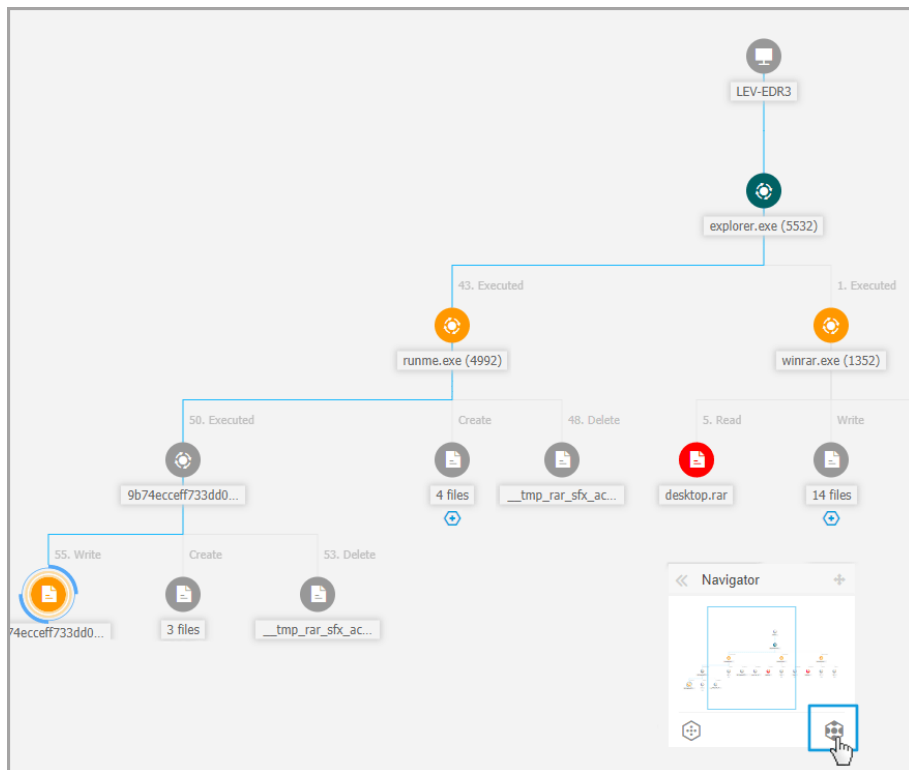 LEV-EDR3
explorer.exe (5532)
43. Executed
1. Executed
runme.exe (4992)
winrar.exe (1352)
50. Executed
Create
48. Delete
5. Read
Write
9b74ecceff733dd0...
4 files
__tmp_rar_sfx_ac...
desktop.rar
14 files
55. Write
Create
53. Delete
74ecceff733dd0...
3 files
__tmp_rar_sfx_ac...
Navigator